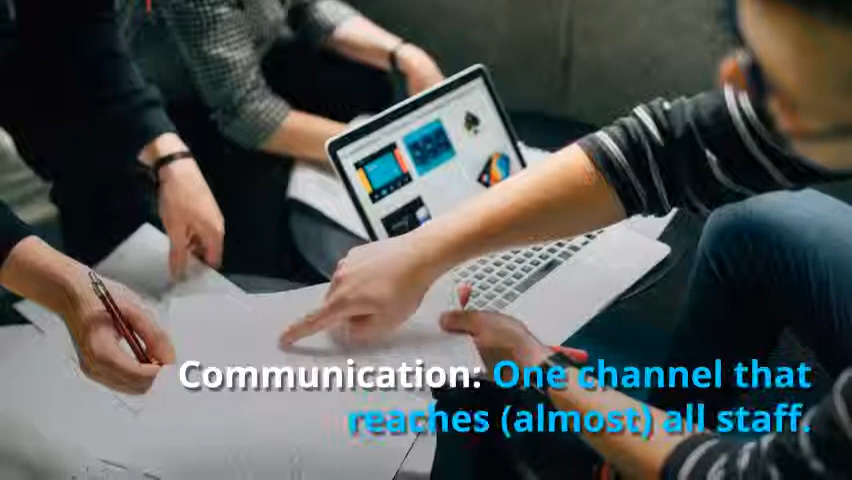 Communication: One channel that
reaches (almost) all staff.